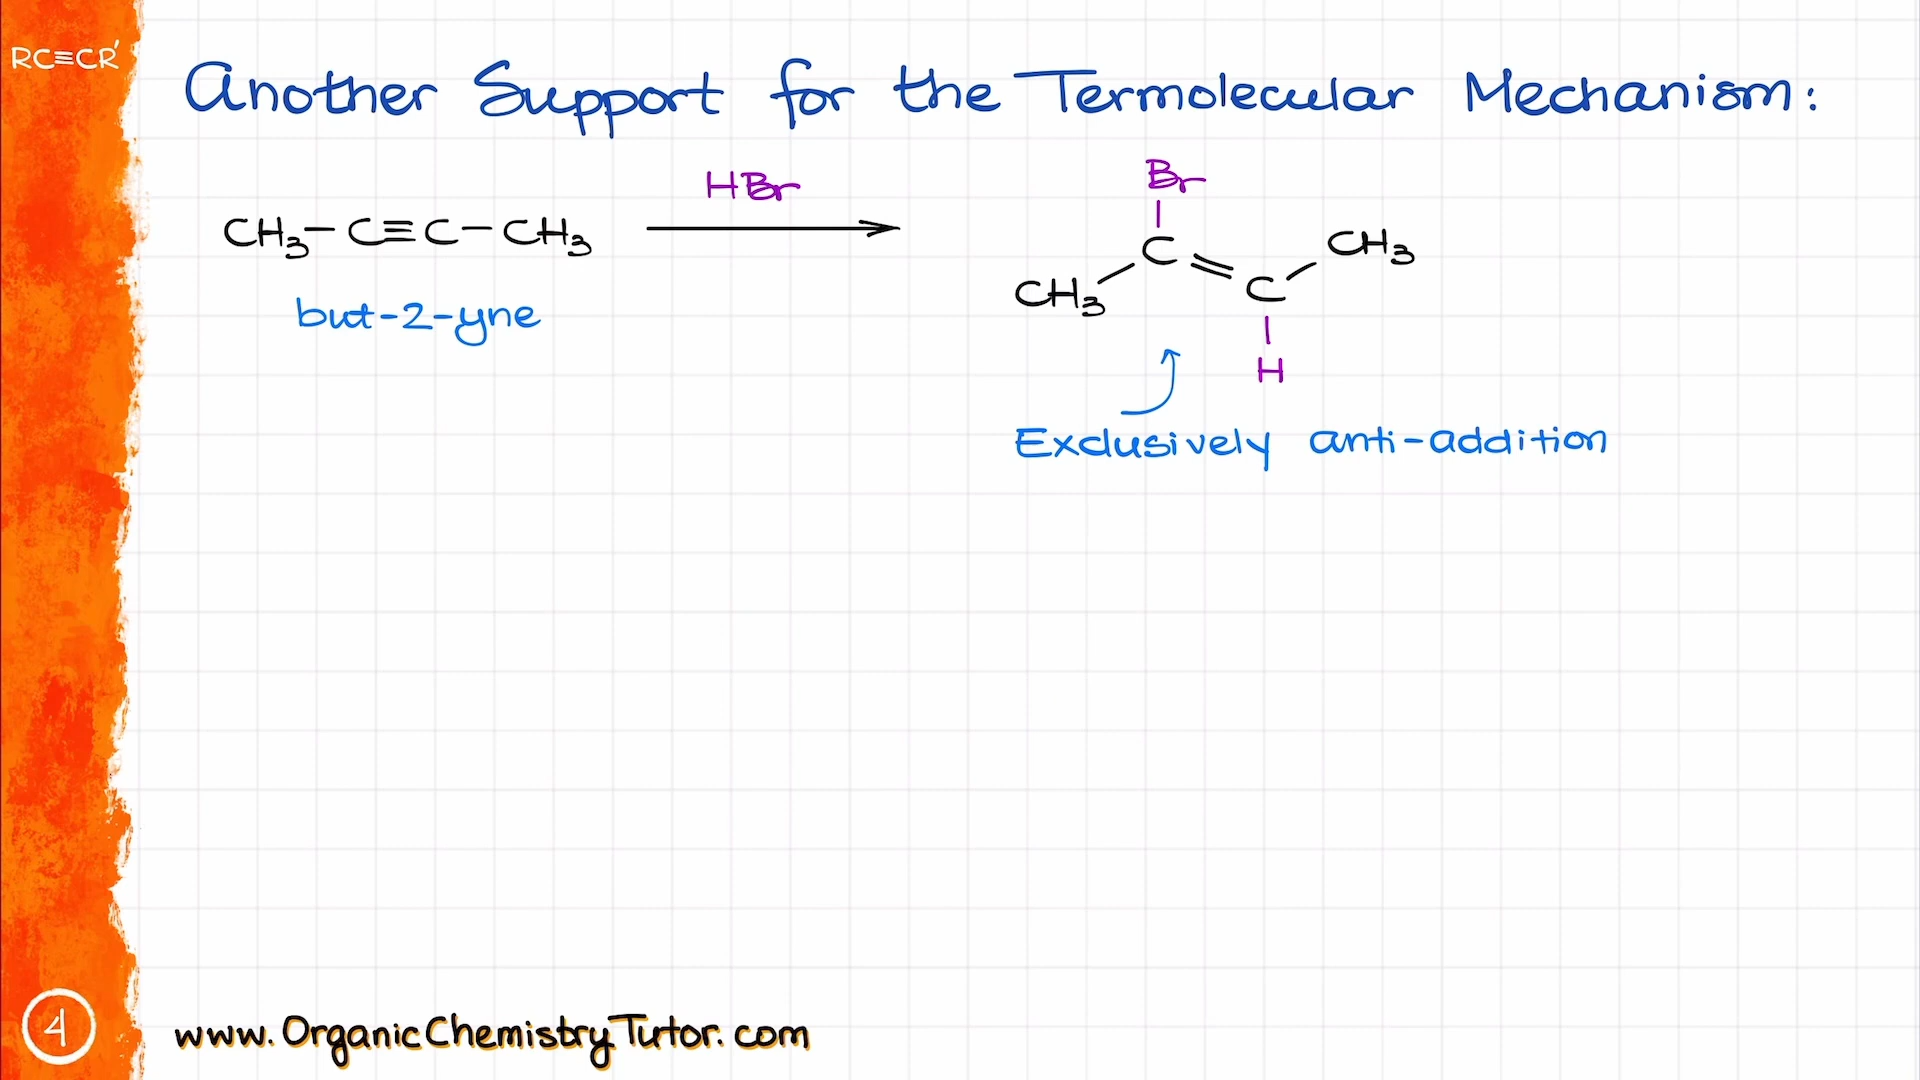 RC≡CR'
Another Support for the Termolecular Mechanism:
HBr
CH₃–C≡C–CH₃
but-2-yne
Br
C
CH₃
CH₃
C
H
Exclusively anti-addition
4
www.OrganicChemistryTutor.com